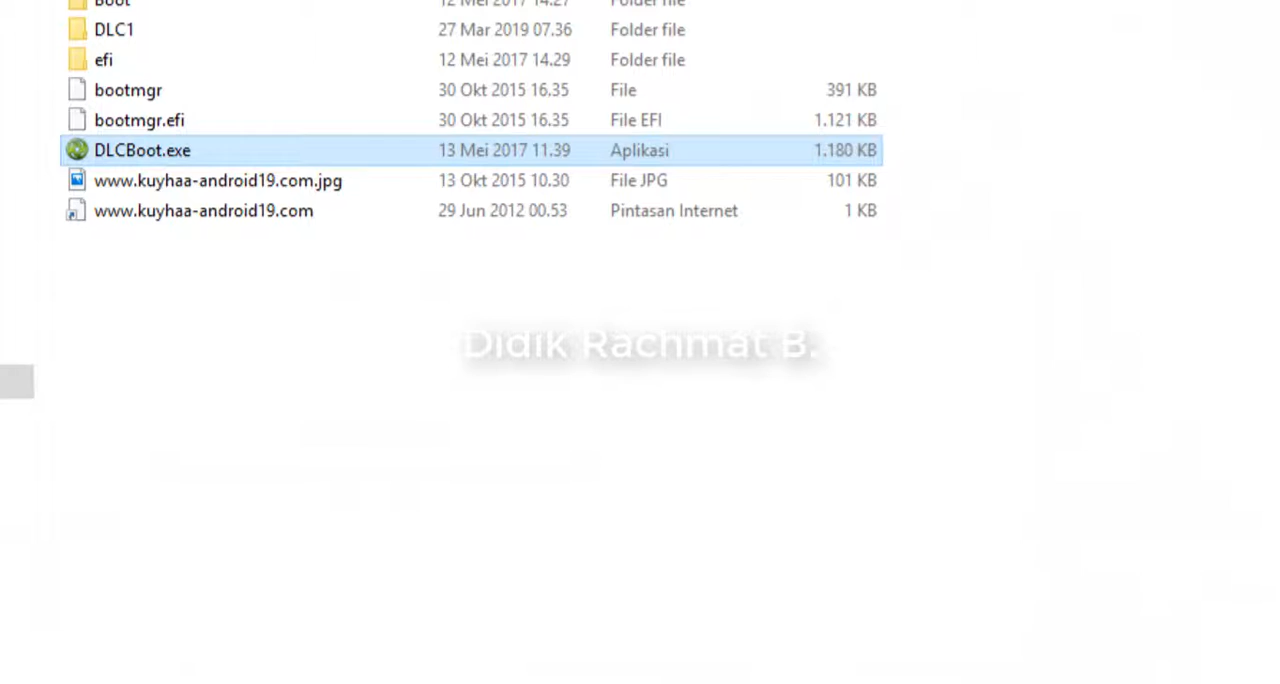 Boot 12 Mei 2017 14.27 Folder file
DLC1 27 Mar 2019 07.36 Folder file
efi 12 Mei 2017 14.29 Folder file
bootmgr 30 Okt 2015 16.35 File 391 KB
bootmgr.efi 30 Okt 2015 16.35 File EFI 1.121 KB
DLCBoot.exe 13 Mei 2017 11.39 Aplikasi 1.180 KB
www.kuyhaa-android19.com.jpg 13 Okt 2015 10.30 File JPG 101 KB
www.kuyhaa-android19.com 29 Jun 2012 00.53 Pintasan Internet 1 KB
Didik Rachmat B.